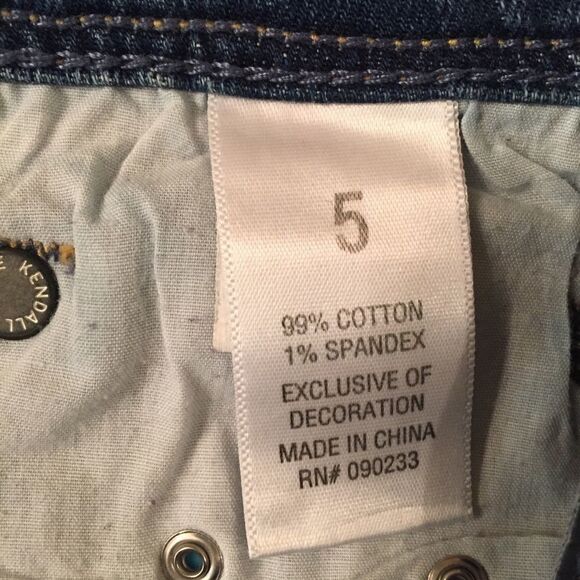 5
99% COTTON
1% SPANDEX
EXCLUSIVE OF
DECORATION
MADE IN CHINA
RN# 090233
KENDALL